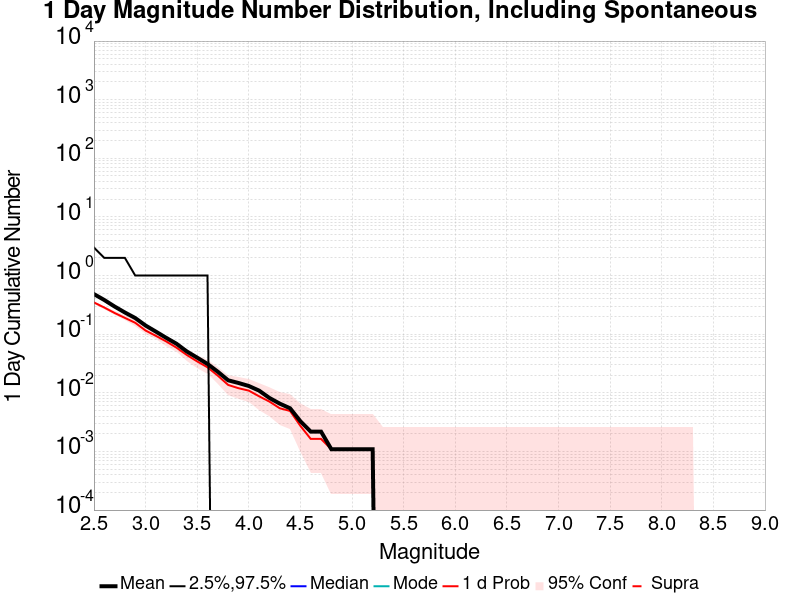 1 Day Magnitude Number Distribution, Including Spontaneous
10 4
10 3
10 2
10 1
10 0
10 -1
10 -2
10 -3
10 -4
1 Day Cumulative Number
2.5 3.0 3.5 4.0 4.5 5.0 5.5 6.0 6.5 7.0 7.5 8.0 8.5 9.0
Magnitude
Mean 2.5%,97.5% Median Mode 1 d Prob 95% Conf Supra